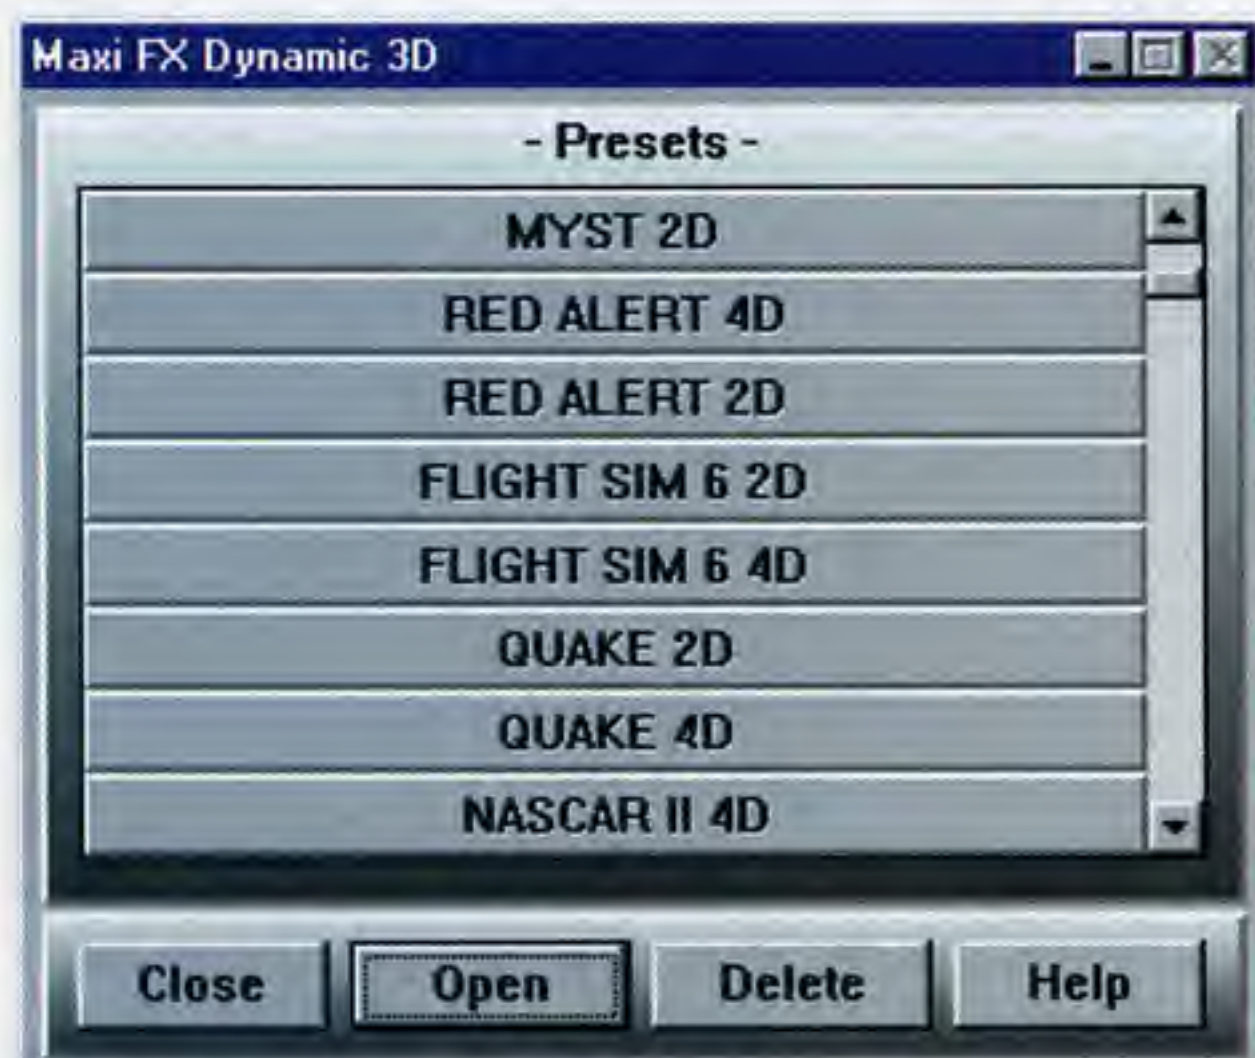 Maxi FX Dynamic 3D
- Presets -
MYST 2D
RED ALERT 4D
RED ALERT 2D
FLIGHT SIM 6 2D
FLIGHT SIM 6 4D
QUAKE 2D
QUAKE 4D
NASCAR II 4D
Close Open Delete Help